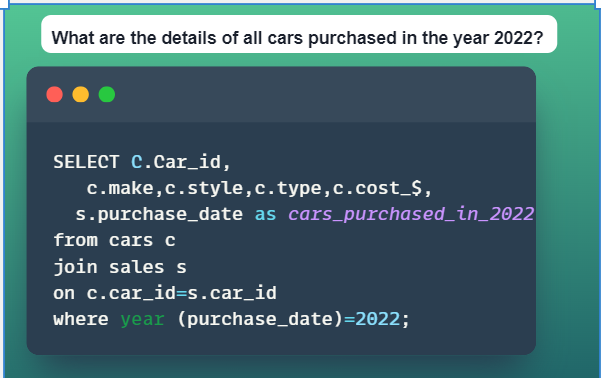 What are the details of all cars purchased in the year 2022?
SELECT C.Car_id,
c.make,c.style,c.type,c.cost_$,
s.purchase_date as cars_purchased_in_2022
from cars c
join sales s
on c.car_id=s.car_id
where year (purchase_date)=2022;